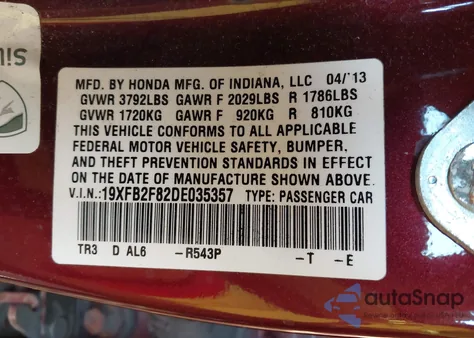 MFD. BY HONDA MFG. OF INDIANA, LLC 04/'13
GVWR 3792LBS GAWR F 2029LBS R 1786LBS
GVWR 1720KG GAWR F 920KG R 810KG
THIS VEHICLE CONFORMS TO ALL APPLICABLE
FEDERAL MOTOR VEHICLE SAFETY, BUMPER,
AND THEFT PREVENTION STANDARDS IN EFFECT
ON THE DATE OF MANUFACTURE SHOWN ABOVE.
V.I.N.:19XFB2F82DE035357 TYPE: PASSENGER CAR
TR3 D AL6 -R543P -T -E
autoSnap